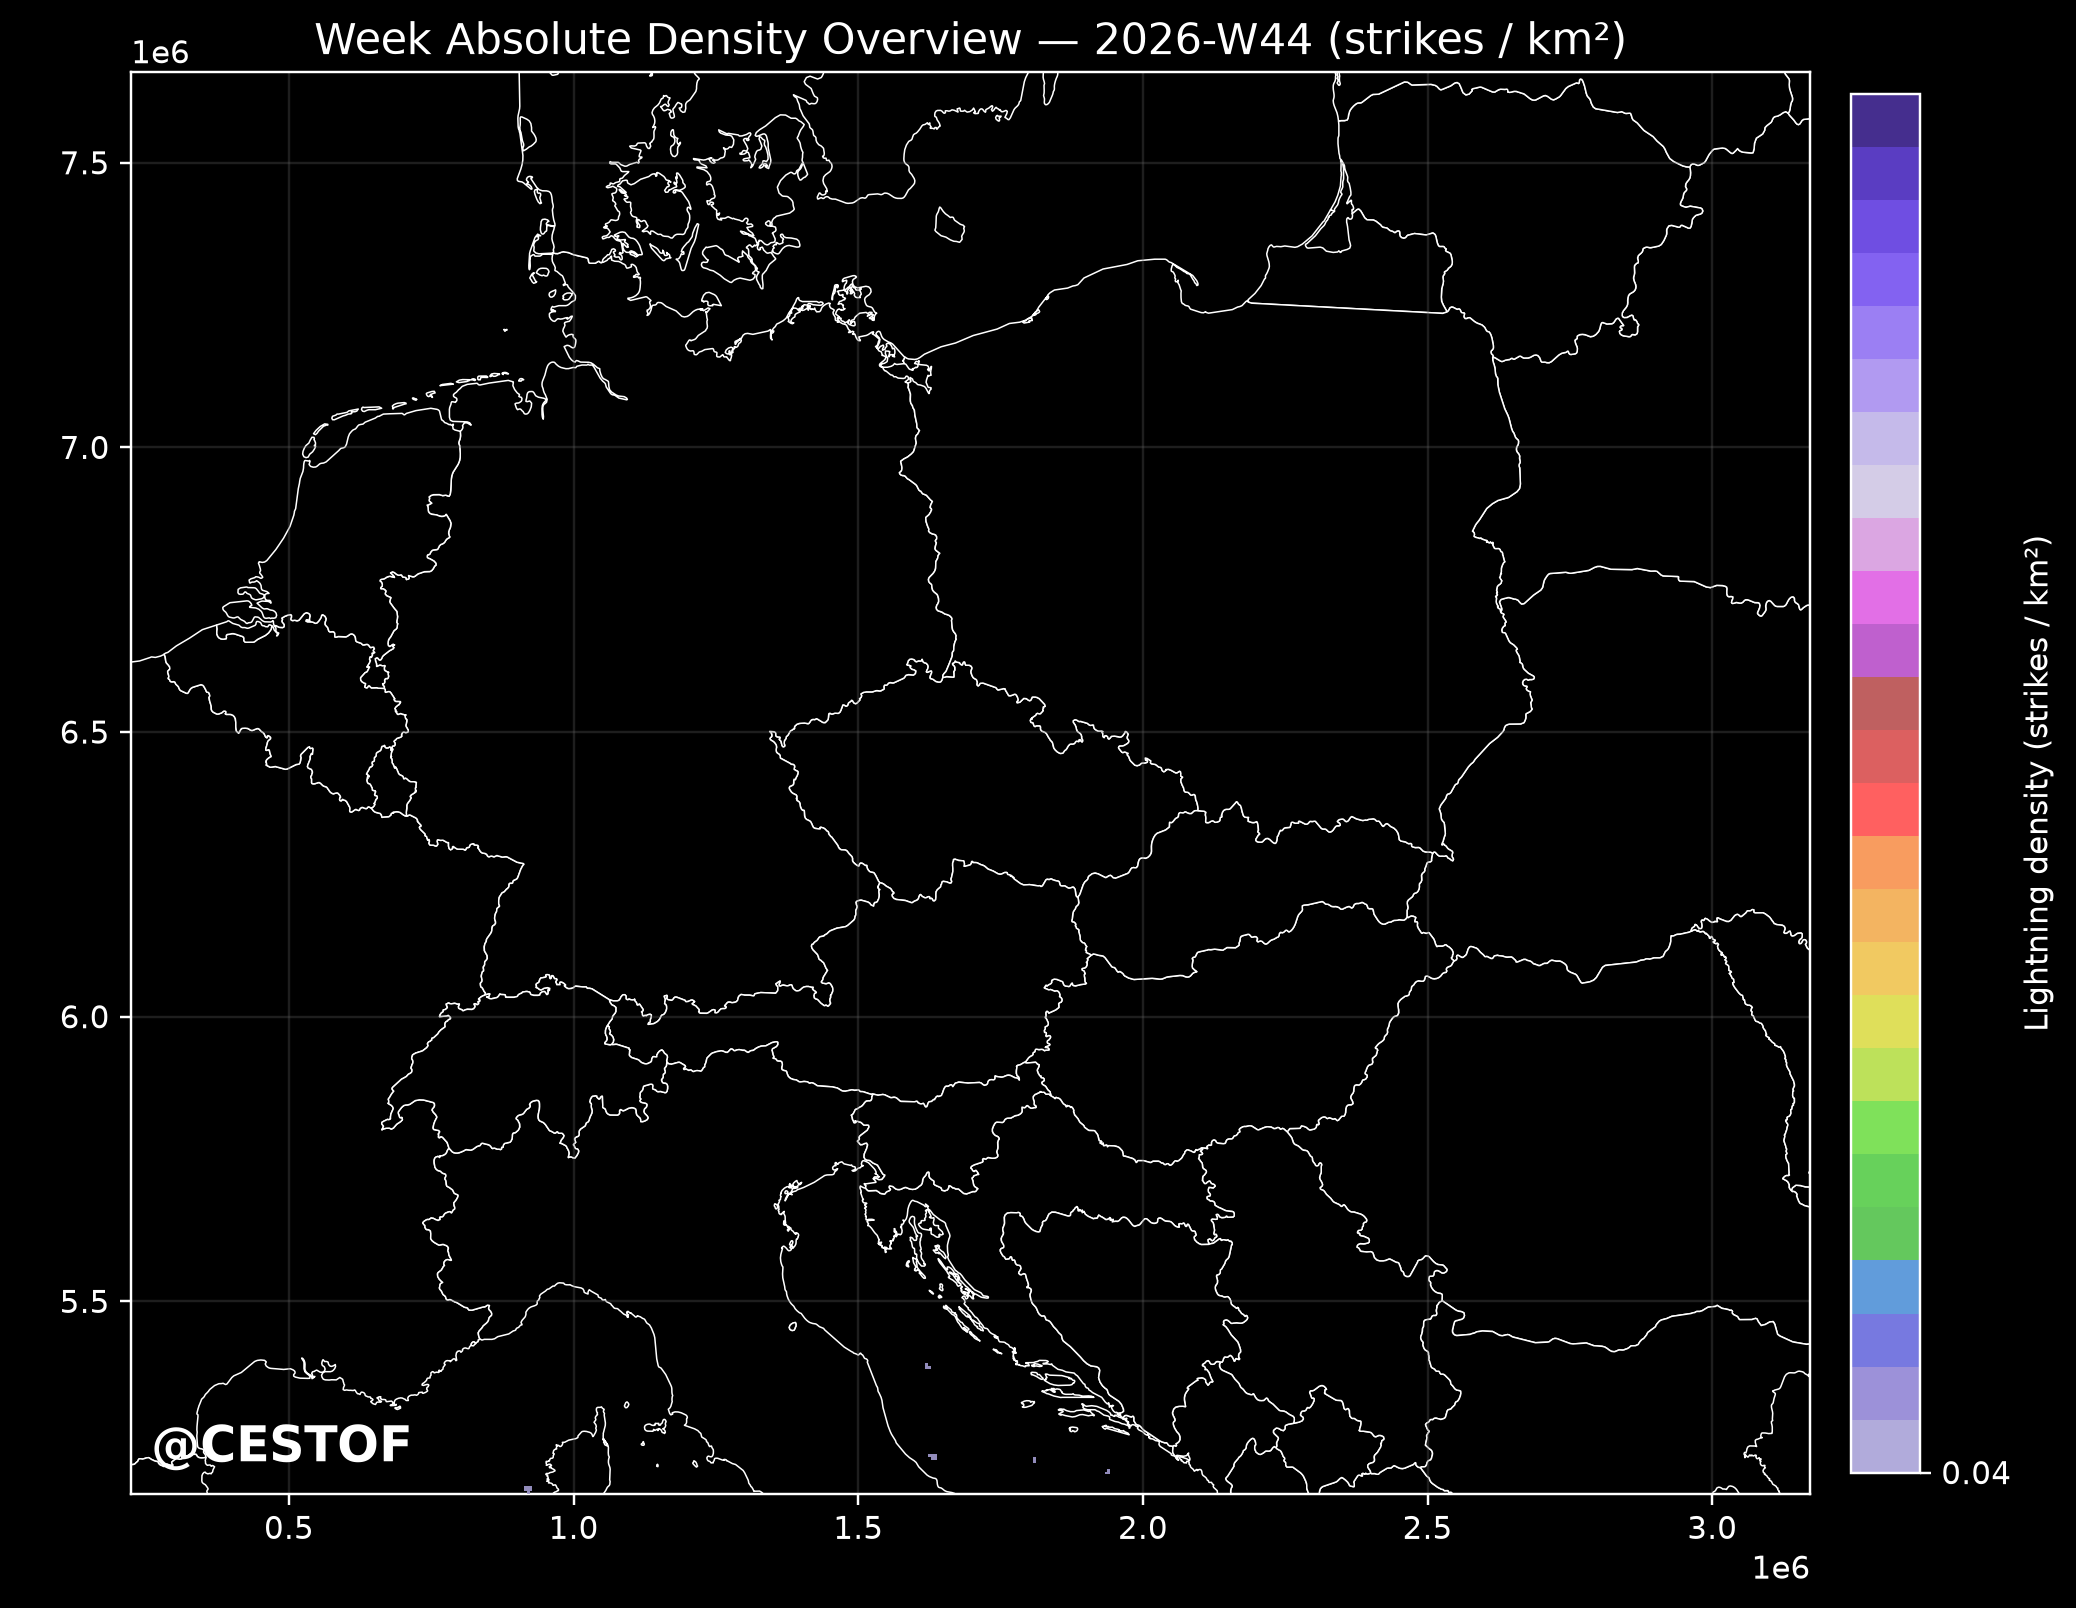 Week Absolute Density Overview — 2026-W44 (strikes / km²)
1e6
7.5
7.0
6.5
6.0
5.5
0.5
1.0
1.5
2.0
2.5
3.0
1e6
0.04
Lightning density (strikes / km²)
@CESTOF